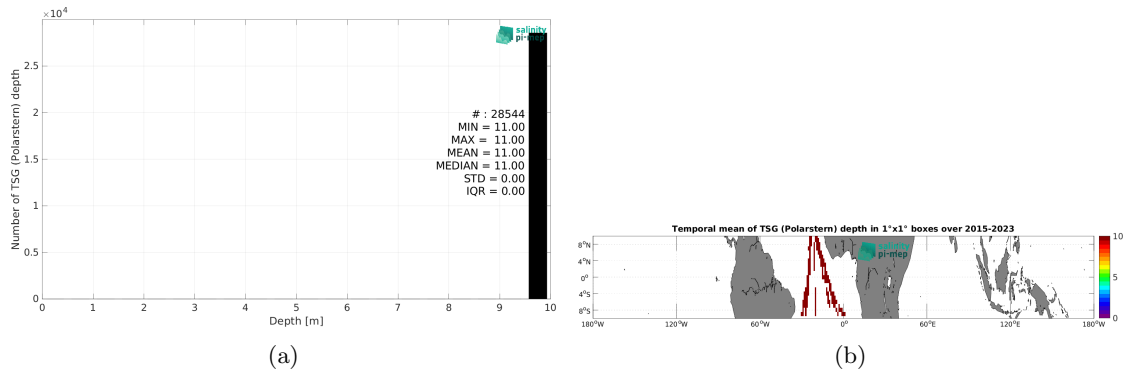 ×10⁴
salinity
pi-mep
2.5
2
1.5
1
0.5
0
Number of TSG (Polarstern) depth
# : 28544
MIN = 11.00
MAX = 11.00
MEAN = 11.00
MEDIAN = 11.00
STD = 0.00
IQR = 0.00
0 1 2 3 4 5 6 7 8 9 10
Depth [m]
(a)
Temporal mean of TSG (Polarstern) depth in 1°x1° boxes over 2015-2023
salinity
pi-mep
8°N
4°N
0°
4°S
8°S
180°W 120°W 60°W 0° 60°E 120°E 180°W
10
5
0
(b)